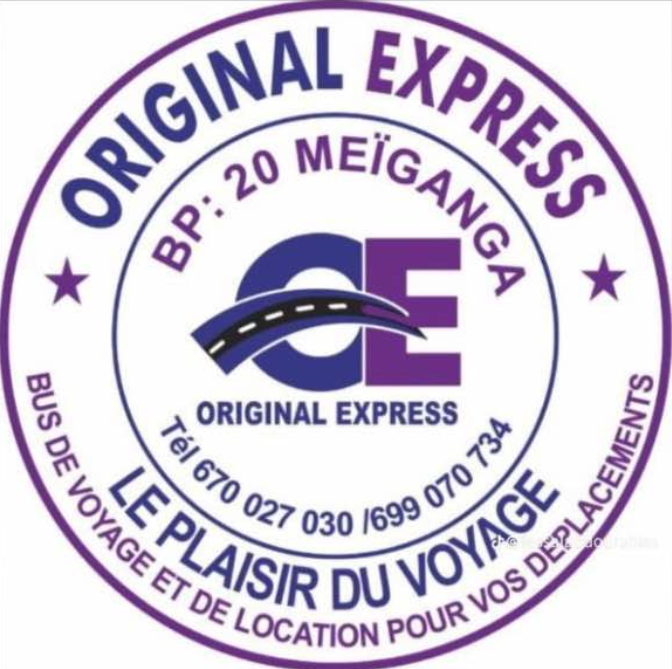 ORIGINAL EXPRESS
BP: 20 MEÏGANGA
OE
ORIGINAL EXPRESS
Tél 670 027 030 /699 070 734
LE PLAISIR DU VOYAGE
BUS DE VOYAGE ET DE LOCATION POUR VOS DEPLACEMENTS